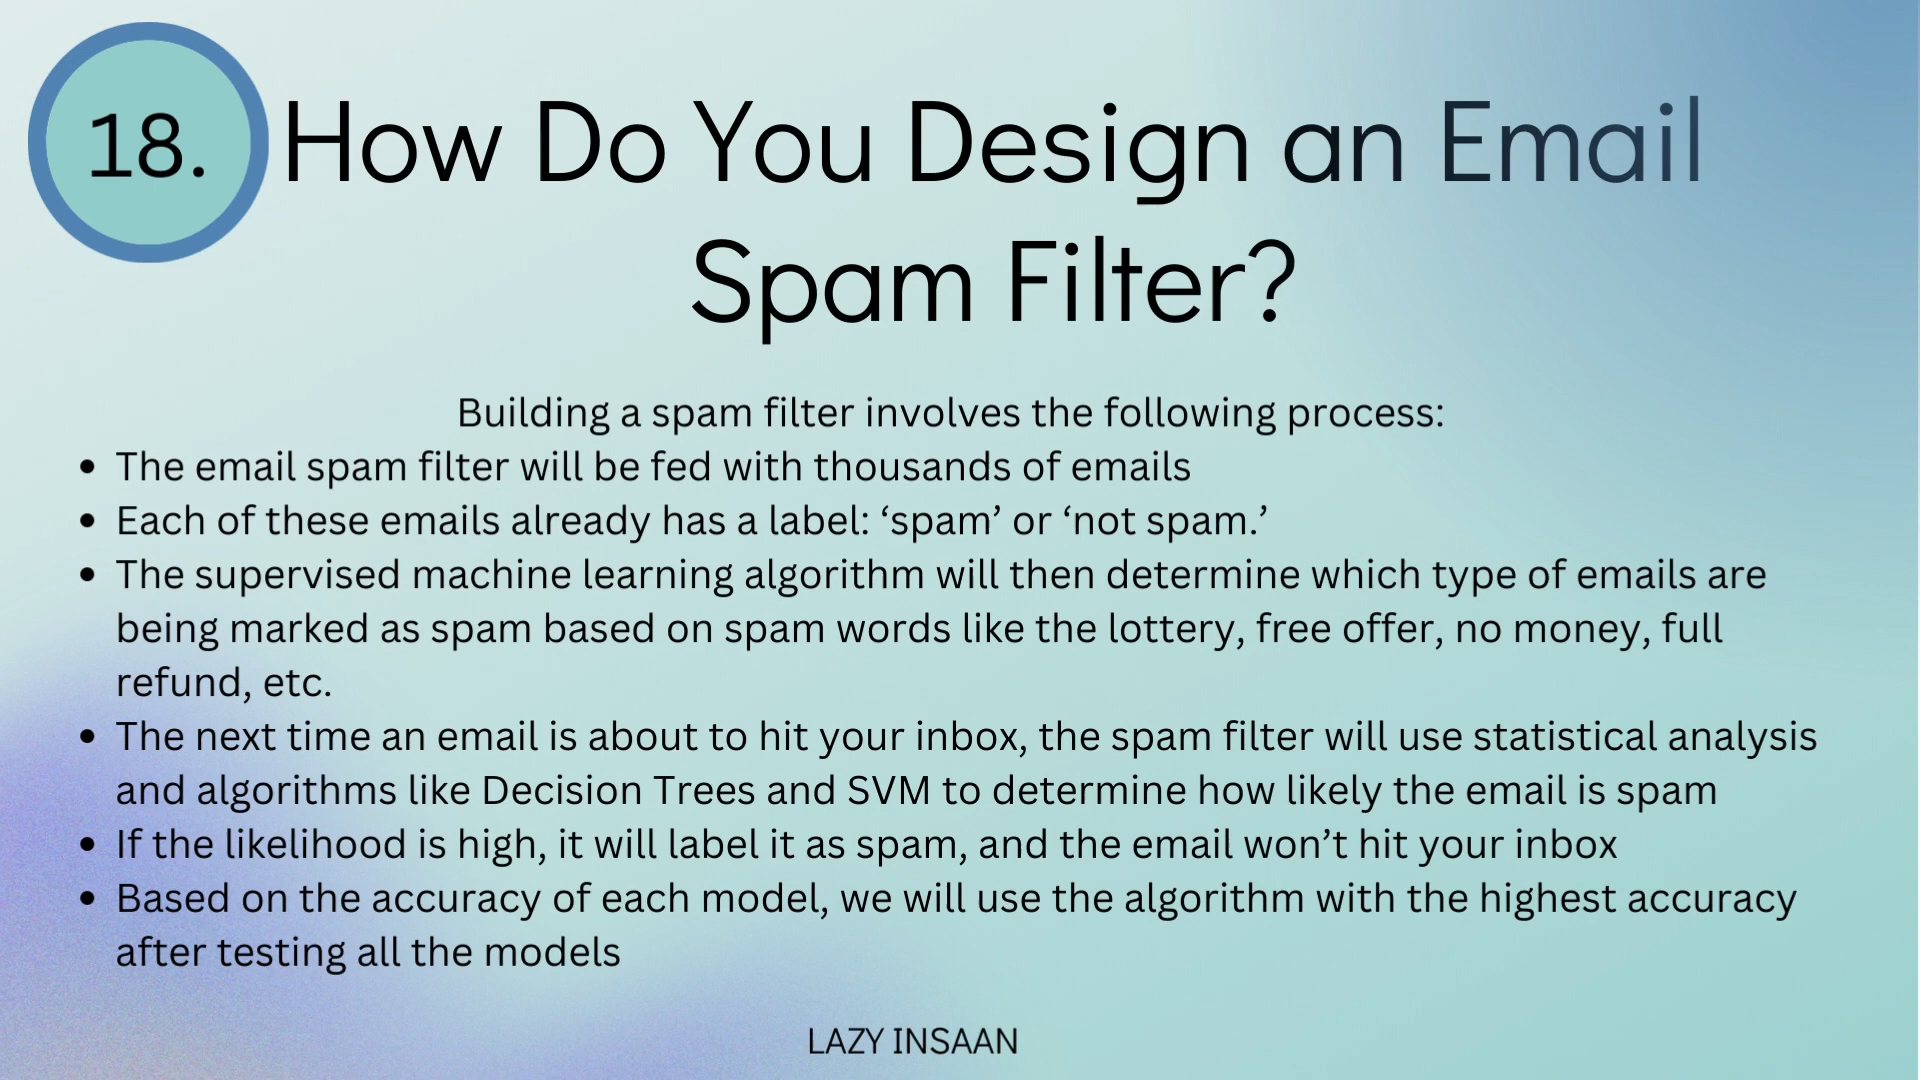 18.
How Do You Design an Email
Spam Filter?
Building a spam filter involves the following process:
• The email spam filter will be fed with thousands of emails
• Each of these emails already has a label: ‘spam’ or ‘not spam.’
• The supervised machine learning algorithm will then determine which type of emails are
being marked as spam based on spam words like the lottery, free offer, no money, full
refund, etc.
• The next time an email is about to hit your inbox, the spam filter will use statistical analysis
and algorithms like Decision Trees and SVM to determine how likely the email is spam
• If the likelihood is high, it will label it as spam, and the email won’t hit your inbox
• Based on the accuracy of each model, we will use the algorithm with the highest accuracy
after testing all the models
LAZY INSAAN